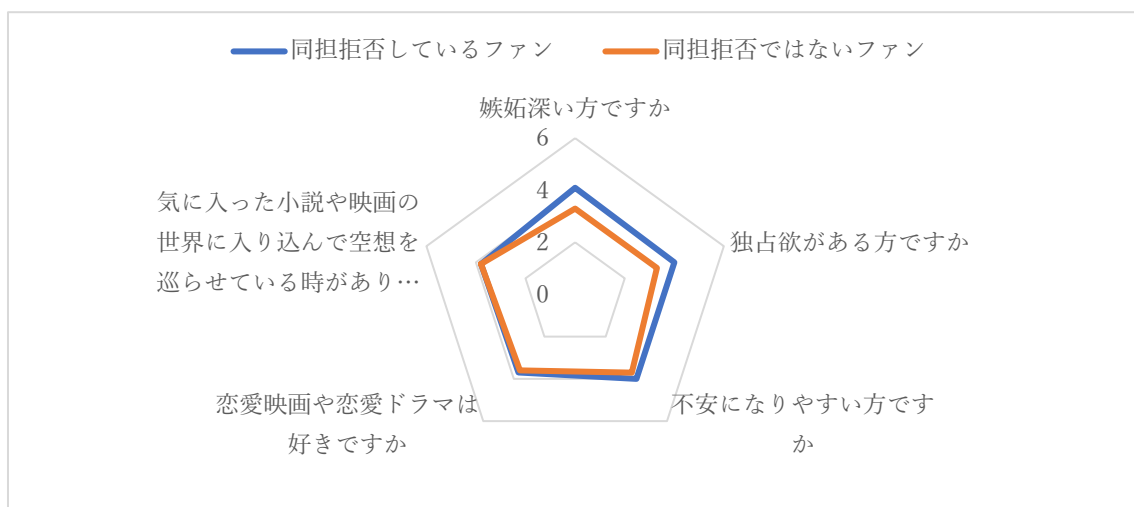 同担拒否しているファン
同担拒否ではないファン
嫉妬深い方ですか
6
4
2
0
独占欲がある方ですか
不安になりやすい方です
か
恋愛映画や恋愛ドラマは
好きですか
気に入った小説や映画の
世界に入り込んで空想を
巡らせている時があり…